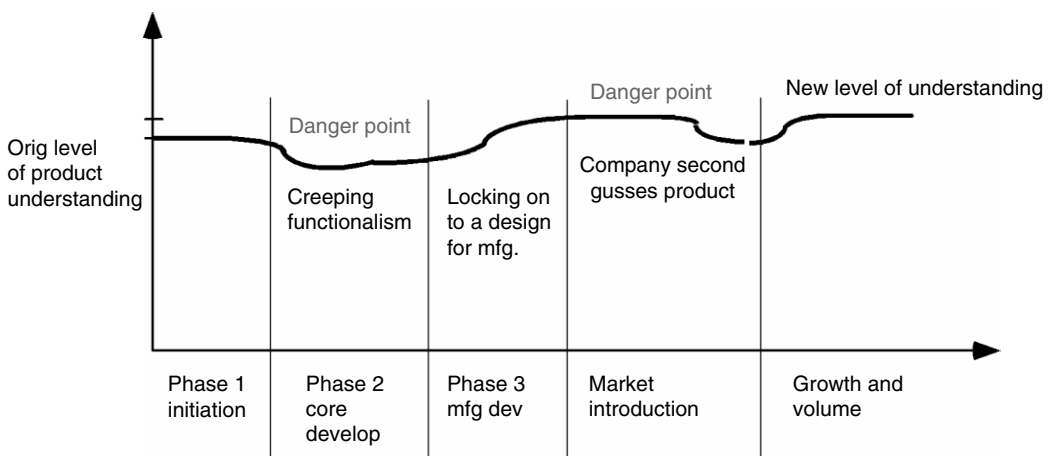 Danger point
New level of understanding
Danger point
Orig level
of product
understanding
Company second
gusses product
Creeping
functionalism
Locking on
to a design
for mfg.
Phase 1
initiation
Phase 2
core
develop
Phase 3
mfg dev
Market
introduction
Growth and
volume